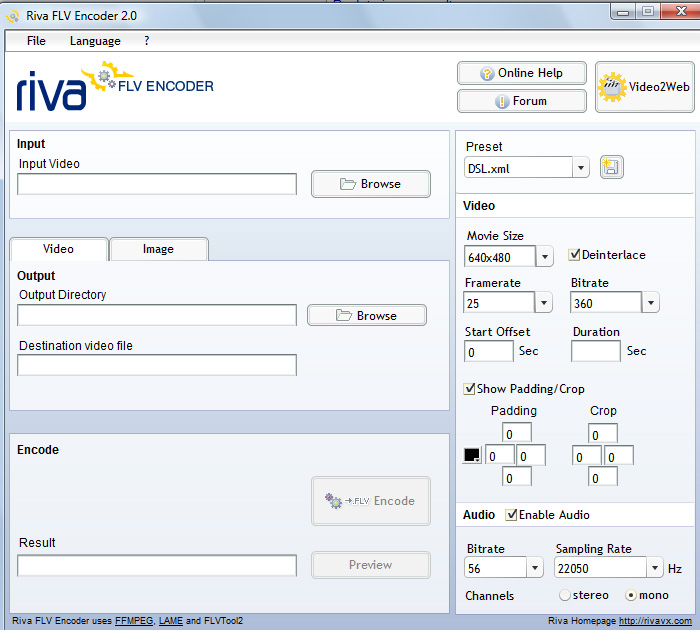 Riva FLV Encoder 2.0
File Language ?
riva FLV ENCODER
Online Help
Forum
Video2Web
Input
Input Video
Browse
Video Image
Output
Output Directory
Browse
Destination video file
Encode
→.FLV Encode
Result
Preview
Preset
DSL.xml
Video
Movie Size
640x480 Deinterlace
Framerate Bitrate
25 360
Start Offset Duration
0 Sec Sec
Show Padding/Crop
Padding Crop
0 0
0 0 0 0
0 0
Audio Enable Audio
Bitrate Sampling Rate
56 22050 Hz
Channels stereo mono
Riva FLV Encoder uses FFMPEG, LAME and FLVTool2
Riva Homepage http://rivavx.com